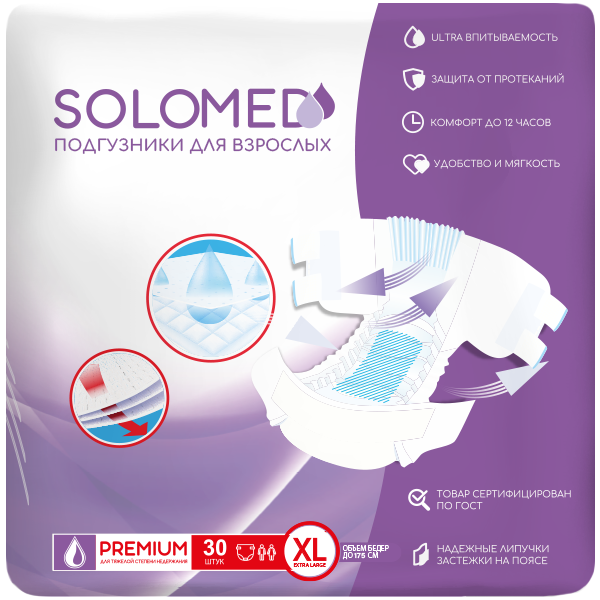 SOLOMED
ПОДГУЗНИКИ ДЛЯ ВЗРОСЛЫХ
ULTRA ВПИТЫВАЕМОСТЬ
ЗАЩИТА ОТ ПРОТЕКАНИЙ
КОМФОРТ ДО 12 ЧАСОВ
УДОБСТВО И МЯГКОСТЬ
ТОВАР СЕРТИФИЦИРОВАН
ПО ГОСТ
НАДЕЖНЫЕ ЛИПУЧКИ
ЗАСТЕЖКИ НА ПОЯСЕ
PREMIUM
ДЛЯ ТЯЖЕЛОЙ СТЕПЕНИ НЕДЕРЖАНИЯ
30
ШТУК
XL
EXTRA LARGE
ОБЪЕМ БЕДЕР
ДО 175 СМ